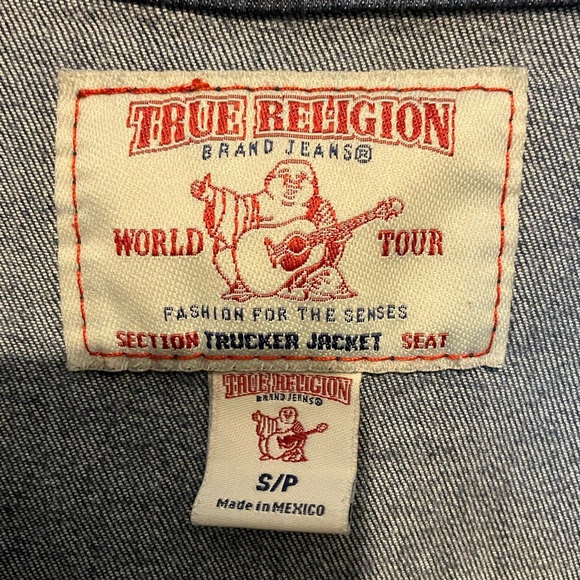 TRUE RELIGION
BRAND JEANS®
WORLD TOUR
FASHION FOR THE SENSES
SECTION TRUCKER JACKET SEAT
TRUE RELIGION
BRAND JEANS®
S/P
Made in MEXICO